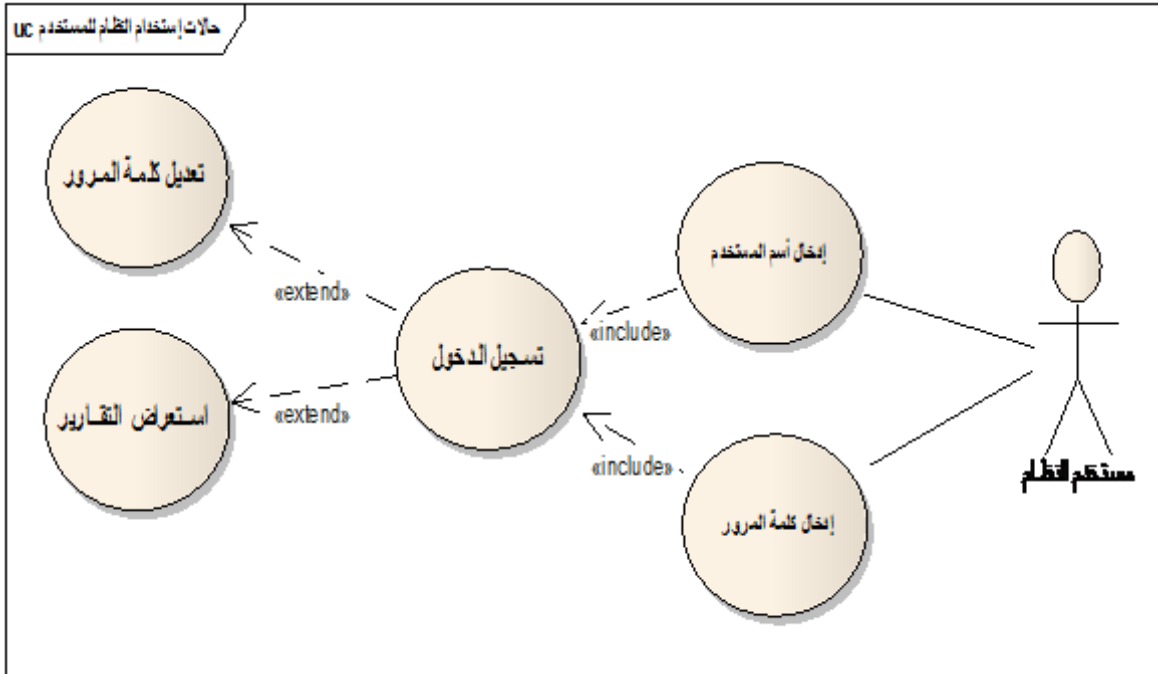 uc حالات إستخدام النظام للمستخدم
تعديل كلمة المرور
إدخال أسم المستخدم
«extend»
«include»
تسجيل الدخول
استعراض التقارير
«extend»
«include»
مستخدم النظام
إدخال كلمة المرور